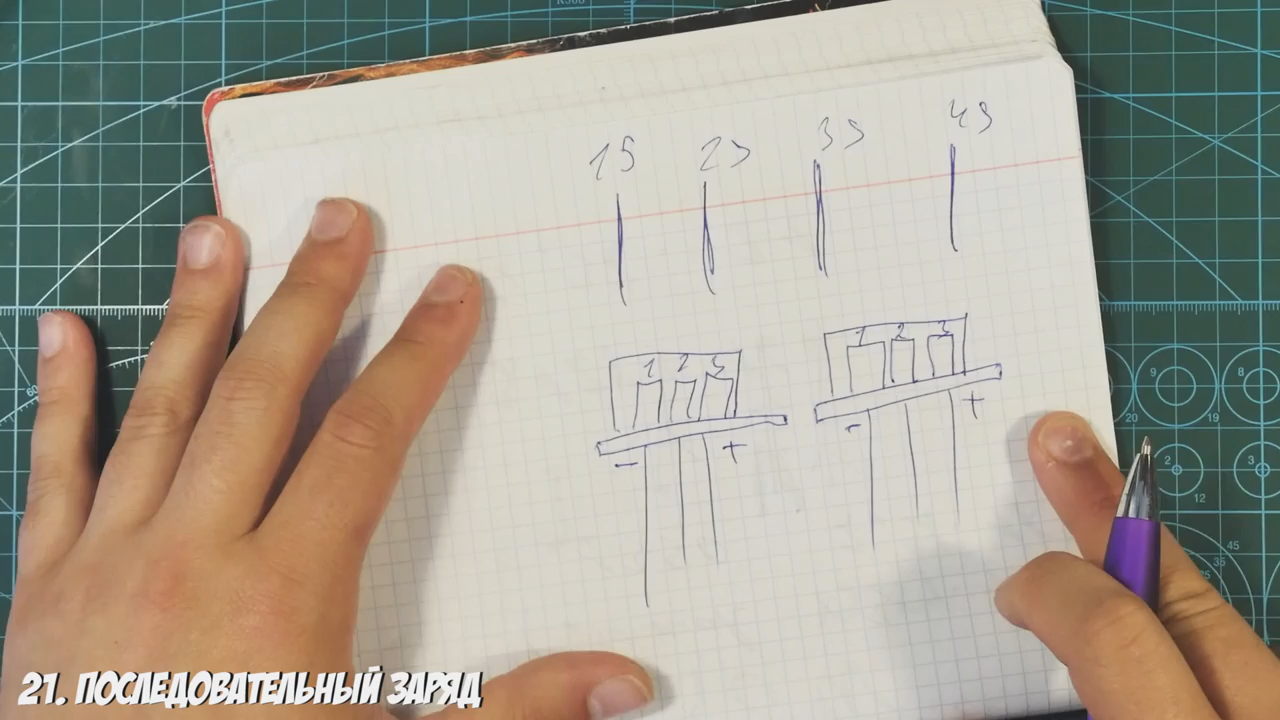 1S 2S 3S 4S
1 2 3
1 2 3
- +
- +
21. ПОСЛЕДОВАТЕЛЬНЫЙ ЗАРЯД